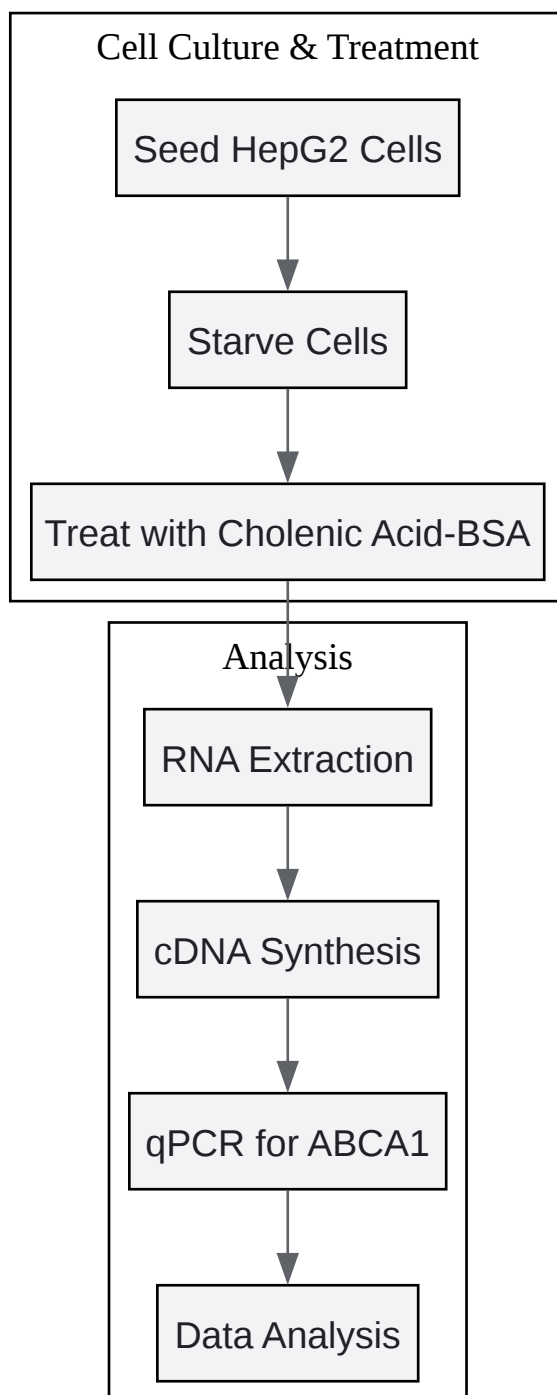 Cell Culture & Treatment
Seed HepG2 Cells
Starve Cells
Treat with Cholenic Acid-BSA
Analysis
RNA Extraction
cDNA Synthesis
qPCR for ABCA1
Data Analysis